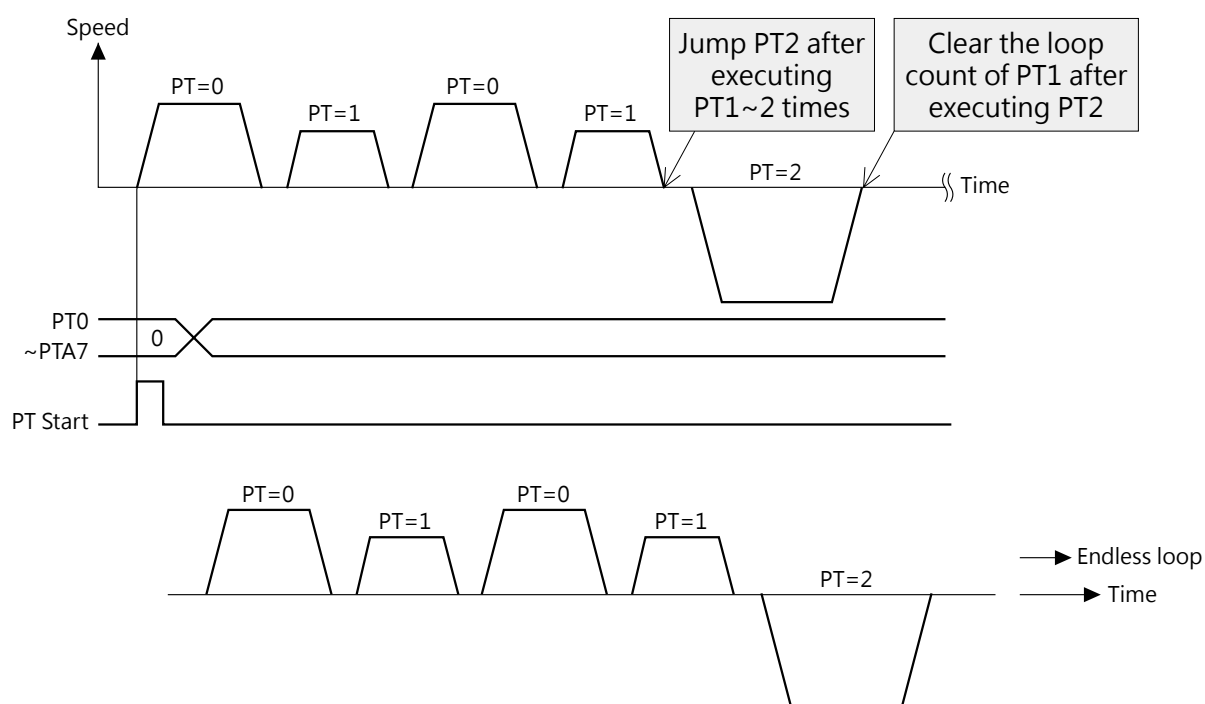 Speed
Jump PT2 after
executing
PT1~2 times
Clear the loop
count of PT1 after
executing PT2
PT=0
PT=1
PT=0
PT=1
PT=2
Time
PT0
~PTA7
0
PT Start
PT=0
PT=1
PT=0
PT=1
PT=2
Endless loop
Time